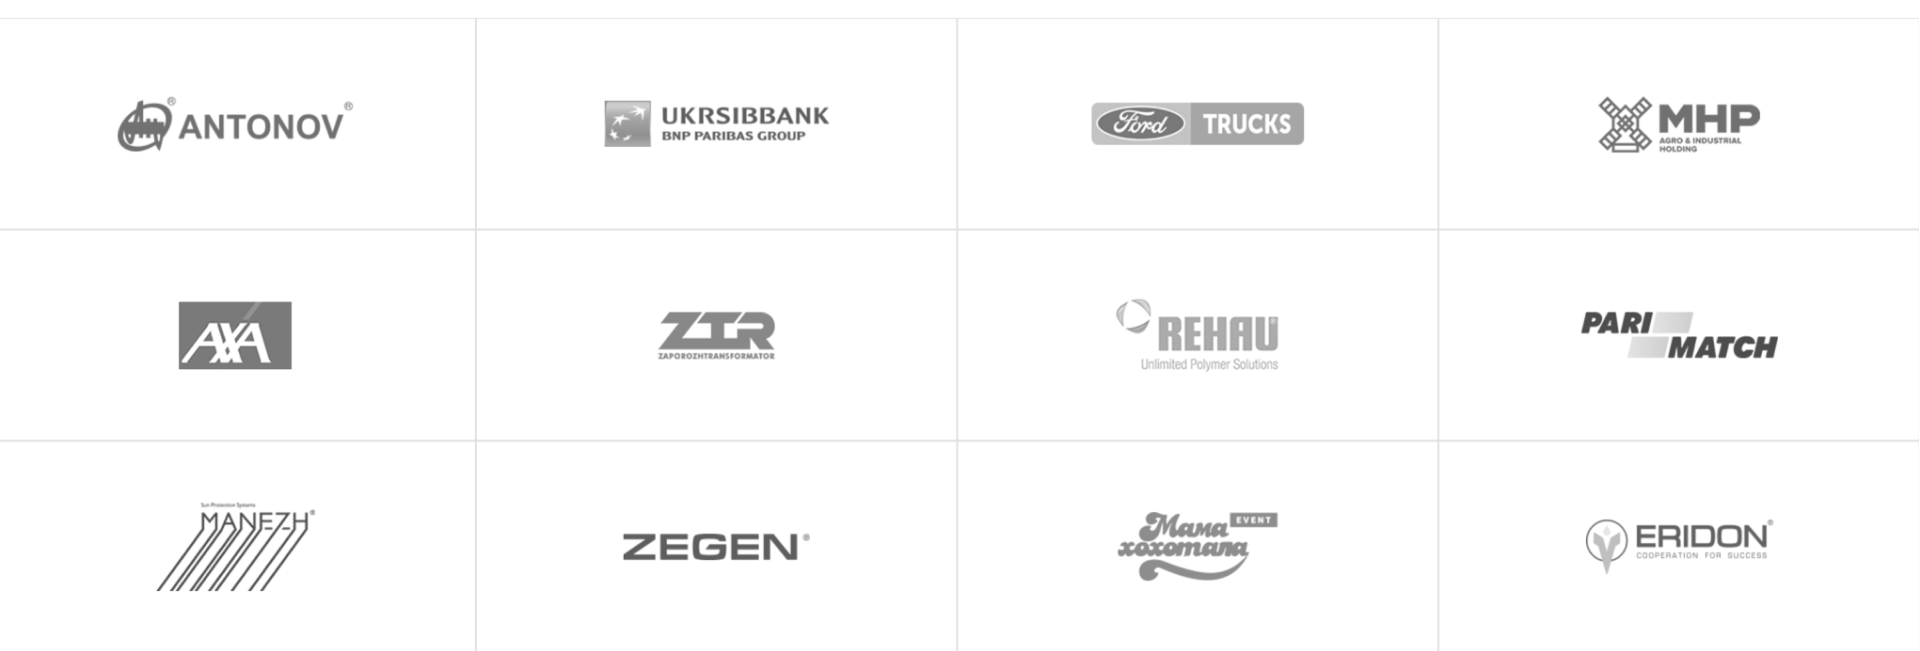 ANTONOV
UKRSIBBANK
BNP PARIBAS GROUP
Ford TRUCKS
MHP
AGRO & INDUSTRIAL
HOLDING
AXA
ZTR
ZAPOROZHTRANSFORMATOR
REHAU
Unlimited Polymer Solutions
PARI
MATCH
Sun Protection Systems
MANEZH
ZEGEN
Мама EVENT
хохотала
ERIDON
COOPERATION FOR SUCCESS